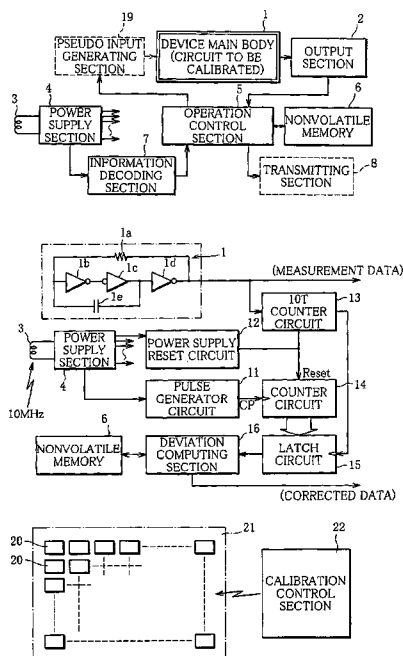 19
1
2
PSEUDO INPUT
GENERATING
SECTION
DEVICE MAIN BODY
(CIRCUIT TO BE
CALIBRATED)
OUTPUT
SECTION
3
4
POWER
SUPPLY
SECTION
5
OPERATION
CONTROL
SECTION
6
NONVOLATILE
MEMORY
7
INFORMATION
DECODING
SECTION
8
TRANSMITTING
SECTION
1a
1
1b
1c
1d
1e
(MEASUREMENT DATA)
13
10T
COUNTER
CIRCUIT
3
POWER
SUPPLY
SECTION
4
12
POWER SUPPLY
RESET CIRCUIT
Reset
10MHz
11
PULSE
GENERATOR
CIRCUIT
CP
14
COUNTER
CIRCUIT
6
NONVOLATILE
MEMORY
16
DEVIATION
COMPUTING
SECTION
LATCH
CIRCUIT
15
(CORRECTED DATA)
20
20
21
22
CALIBRATION
CONTROL
SECTION